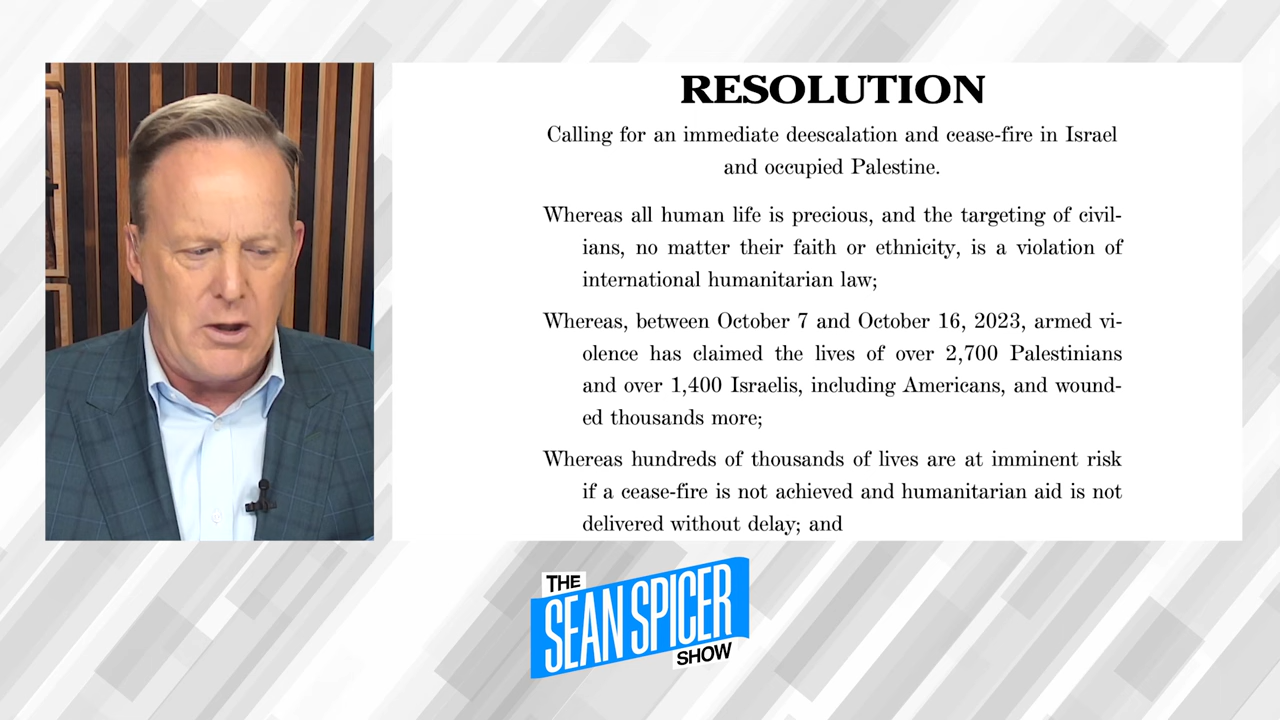 RESOLUTION
Calling for an immediate deescalation and cease-fire in Israel
and occupied Palestine.
Whereas all human life is precious, and the targeting of civil-
ians, no matter their faith or ethnicity, is a violation of
international humanitarian law;
Whereas, between October 7 and October 16, 2023, armed vi-
olence has claimed the lives of over 2,700 Palestinians
and over 1,400 Israelis, including Americans, and wound-
ed thousands more;
Whereas hundreds of thousands of lives are at imminent risk
if a cease-fire is not achieved and humanitarian aid is not
delivered without delay; and
THE
SEAN SPICER
SHOW